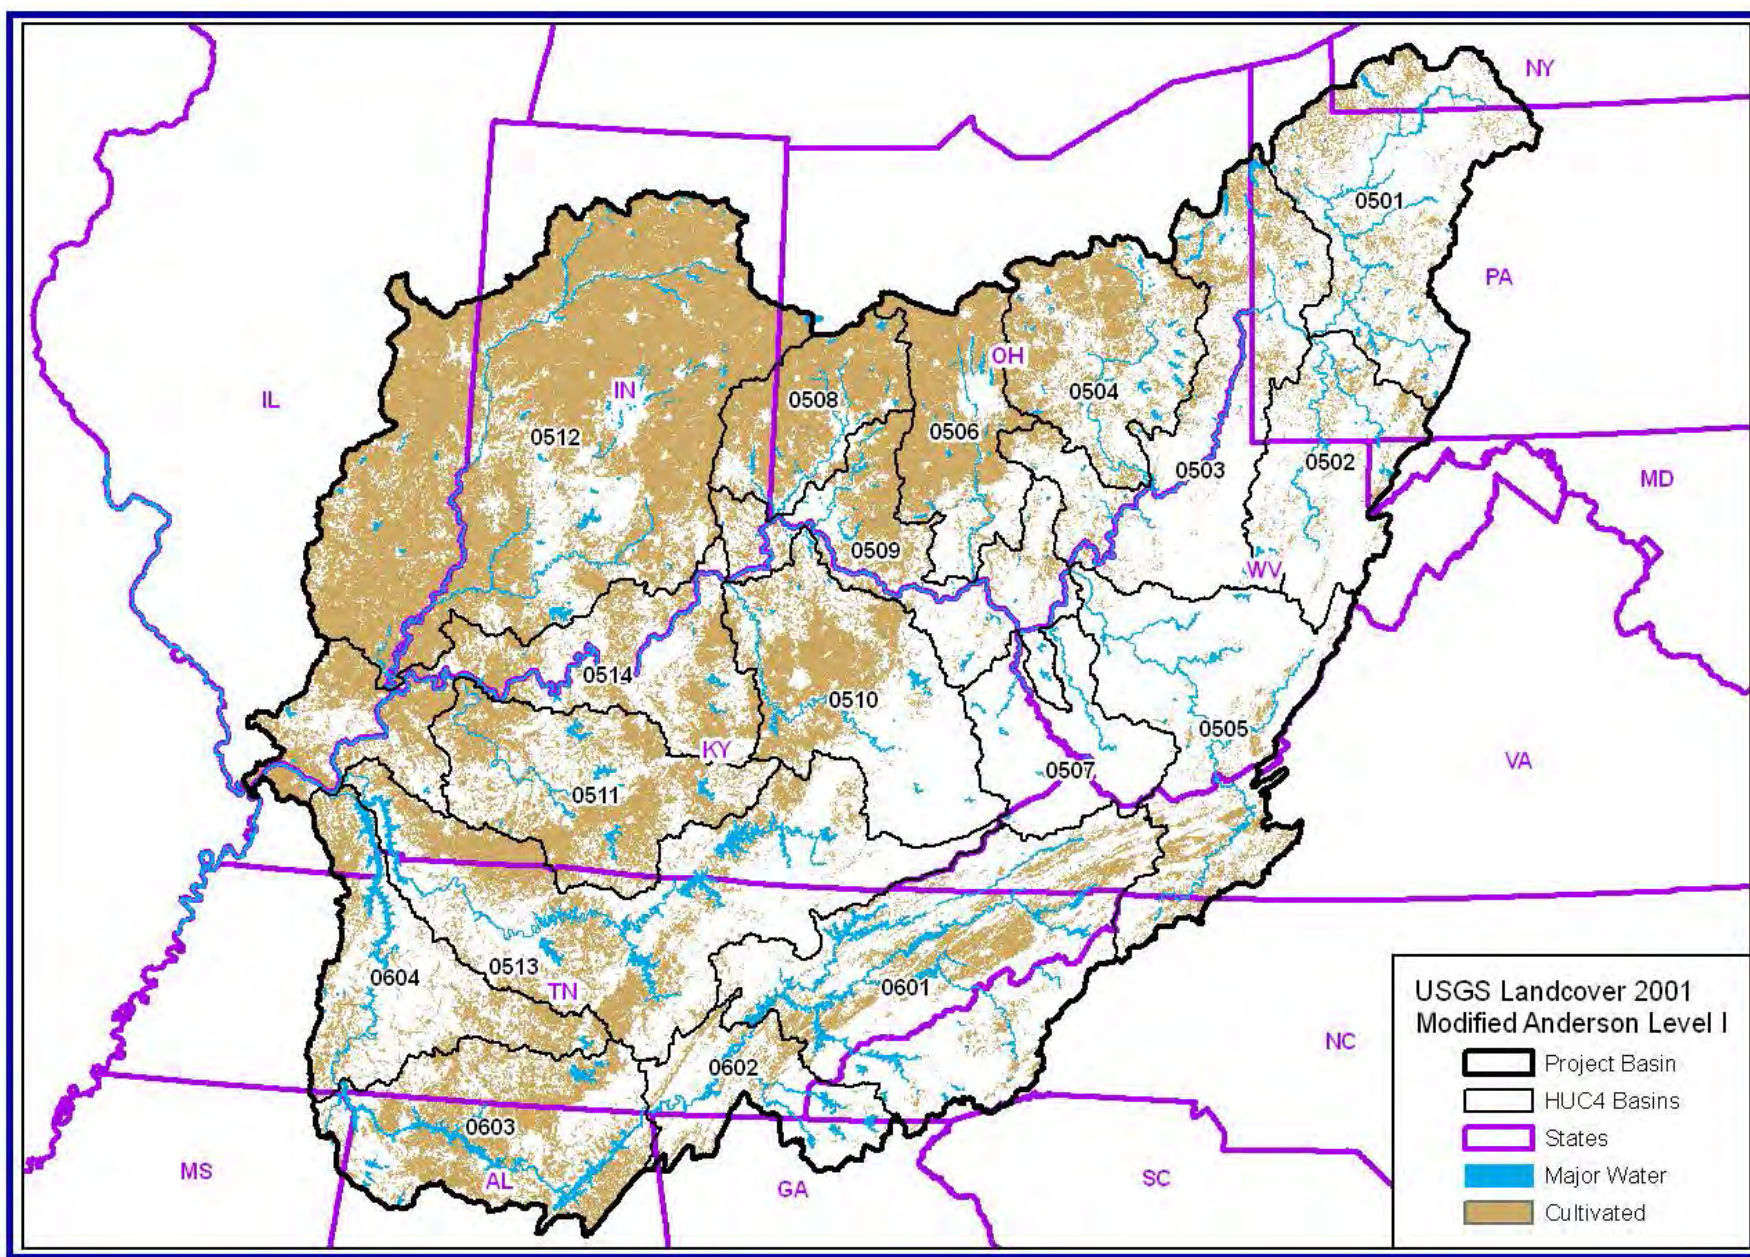 NY
0501
PA
OH
IN
0504
0508
IL
0506
0512
0502
0503
MD
0509
WV
0514
0510
0505
KY
VA
0507
0511
0513
0604
TN
0601
USGS Landcover 2001
Modified Anderson Level I
NC
Project Basin
0602
HUC4 Basins
0603
States
MS
AL
GA
SC
Major Water
Cultivated